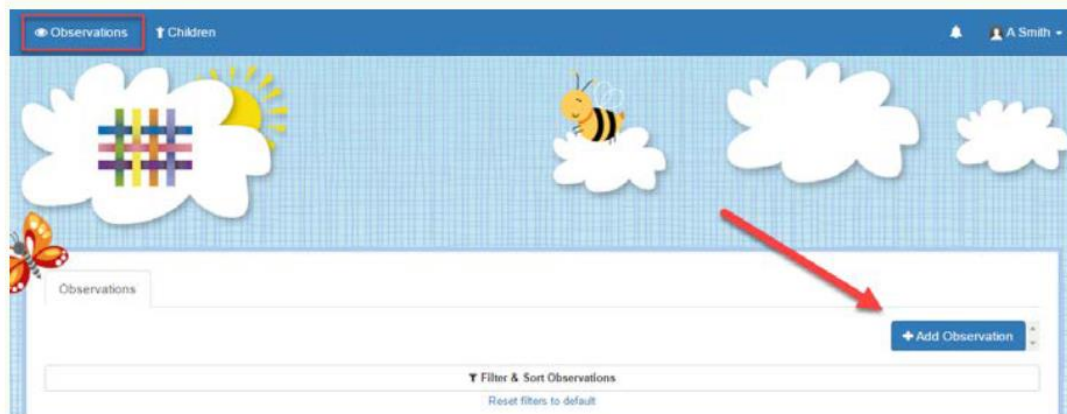 Observations Children A Smith
Observations
+ Add Observation
Filter & Sort Observations
Reset filters to default